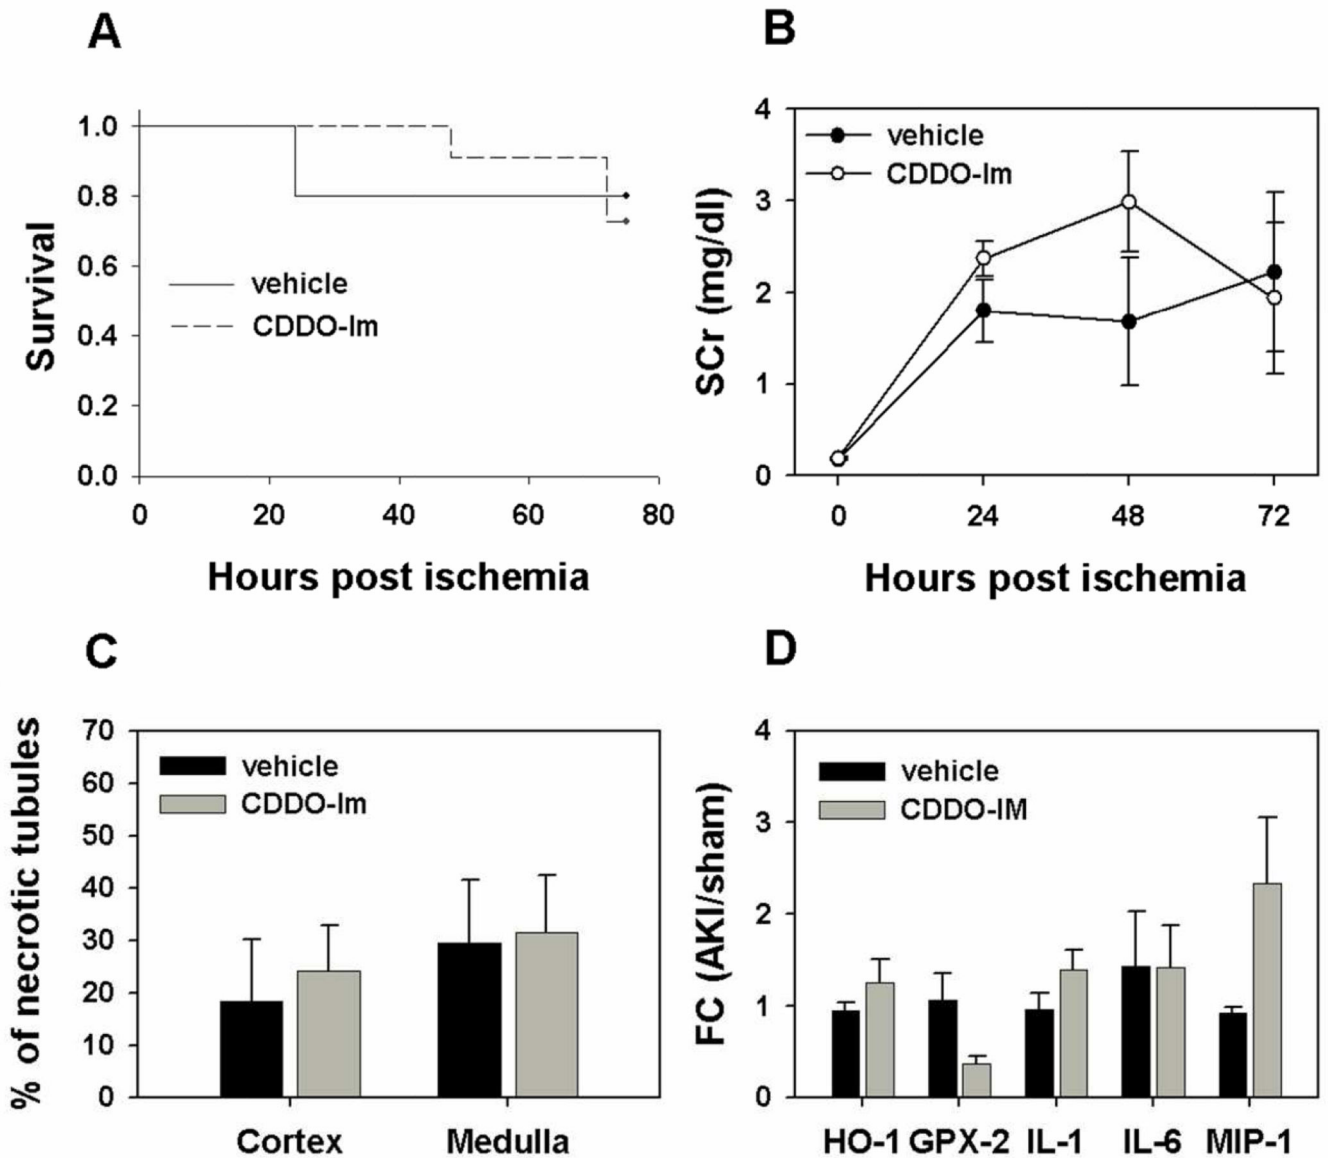 A
Survival
1.0
0.8
0.6
0.4
0.2
0.0
vehicle
CDDO-Im
0 20 40 60 80
Hours post ischemia
B
SCr (mg/dl)
4
3
2
1
0
vehicle
CDDO-Im
0 24 48 72
Hours post ischemia
C
% of necrotic tubules
70
60
50
40
30
20
10
0
vehicle
CDDO-Im
Cortex Medulla
D
FC (AKI/sham)
4
3
2
1
0
vehicle
CDDO-IM
HO-1 GPX-2 IL-1 IL-6 MIP-1